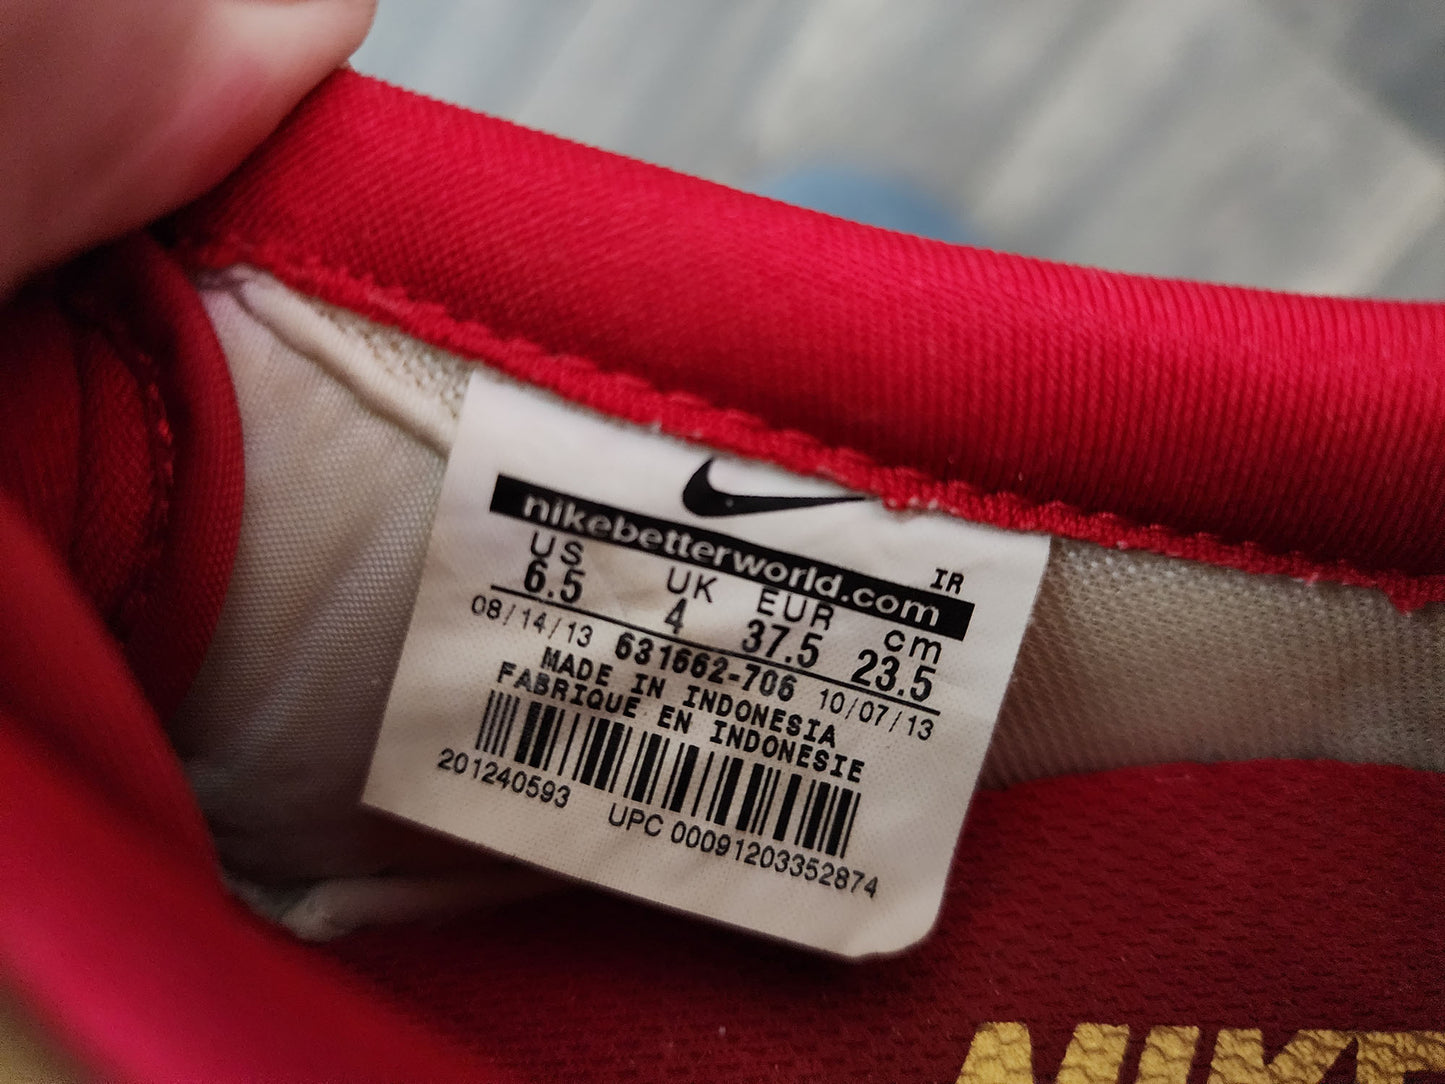 nikebetterworld.com
IR
US UK EUR cm
6.5 4 37.5 23.5
08/14/13 631662-706 10/07/13
MADE IN INDONESIA
FABRIQUE EN INDONESIE
201240593 UPC 00091203352874
NIKE